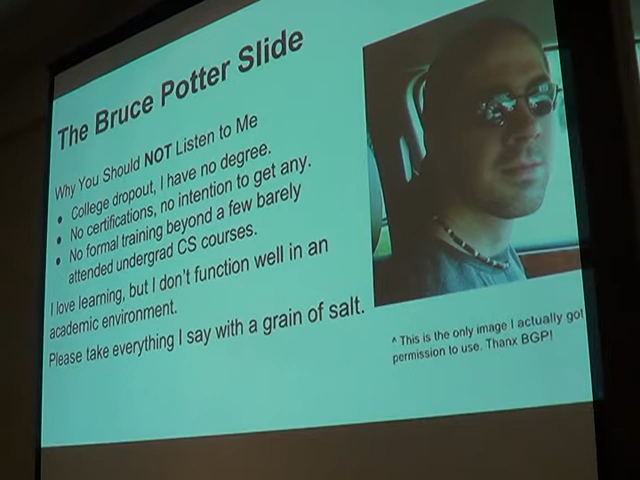 The Bruce Potter Slide
Why You Should NOT Listen to Me
• College dropout, I have no degree.
• No certifications, no intention to get any.
• No formal training beyond a few barely
attended undergrad CS courses.
I love learning, but I don't function well in an
academic environment.
Please take everything I say with a grain of salt.
^ This is the only image I actually got
permission to use. Thanx BGP!